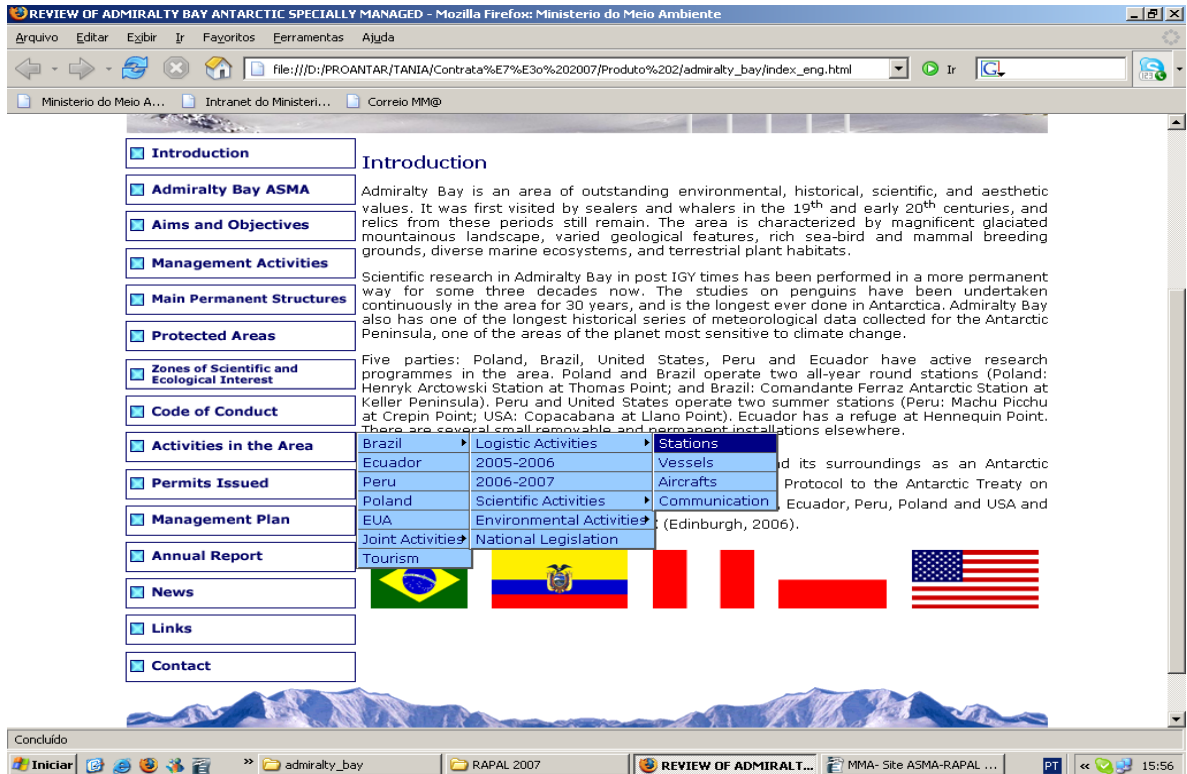 REVIEW OF ADMIRALTY BAY ANTARCTIC SPECIALLY MANAGED - Mozilla Firefox: Ministerio do Meio Ambiente
Arquivo Editar Exibir Ir Favoritos Ferramentas Ajuda
file:///D:/PROANTAR/TANIA/Contrata%E7%E3o%202007/Produto%202/admiralty_bay/index_eng.html Ir
Ministerio do Meio A... Intranet do Ministeri... Correio MM@
Introduction
Admiralty Bay ASMA
Aims and Objectives
Management Activities
Main Permanent Structures
Protected Areas
Zones of Scientific and
Ecological Interest
Code of Conduct
Activities in the Area
Permits Issued
Management Plan
Annual Report
News
Links
Contact
Introduction
Admiralty Bay is an area of outstanding environmental, historical, scientific, and aesthetic
values. It was first visited by sealers and whalers in the 19th and early 20th centuries, and
relics from these periods still remain. The area is characterized by magnificent glaciated
mountainous landscape, varied geological features, rich sea-bird and mammal breeding
grounds, diverse marine ecosystems, and terrestrial plant habitats.
Scientific research in Admiralty Bay in post IGY times has been performed in a more permanent
way for some three decades now. The studies on penguins have been undertaken
continuously in the area for 30 years, and is the longest ever done in Antarctica. Admiralty Bay
also has one of the longest historical series of meteorological data collected for the Antarctic
Peninsula, one of the areas of the planet most sensitive to climate change.
Five parties: Poland, Brazil, United States, Peru and Ecuador have active research
programmes in the area. Poland and Brazil operate two all-year round stations (Poland:
Henryk Arctowski Station at Thomas Point; and Brazil: Comandante Ferraz Antarctic Station at
Keller Peninsula). Peru and United States operate two summer stations (Peru: Machu Picchu
at Crepin Point; USA: Copacabana at Llano Point). Ecuador has a refuge at Hennequin Point.
There are several small removable and permanent installations elsewhere.
its surroundings as an Antarctic
Protocol to the Antarctic Treaty on
Ecuador, Peru, Poland and USA and
(Edinburgh, 2006).
Brazil
Ecuador
Peru
Poland
EUA
Joint Activities
Tourism
Logistic Activities
2005-2006
2006-2007
Scientific Activities
Environmental Activities
National Legislation
Stations
Vessels
Aircrafts
Communication
Concluído
Iniciar » admiralty_bay RAPAL 2007 REVIEW OF ADMIRALT... MMA- Site ASMA-RAPAL ... PT « 15:56